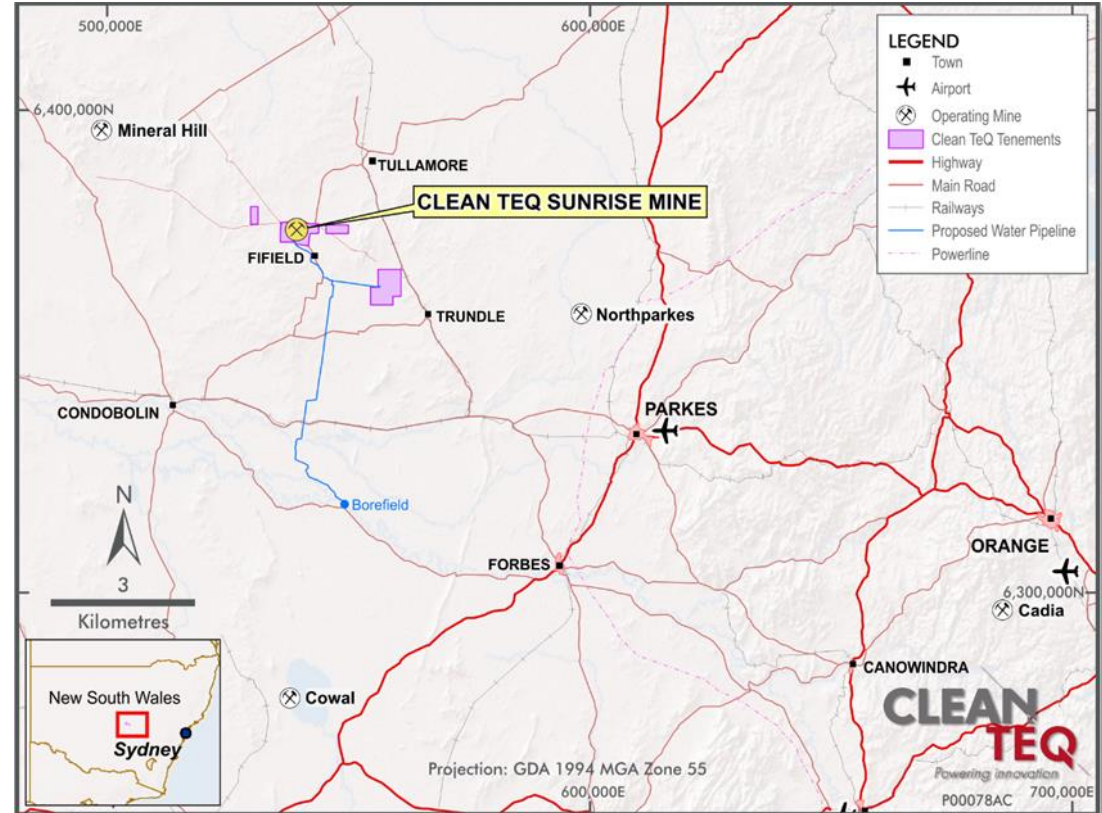 500,000E
600,000E
6,400,000N
Mineral Hill
TULLAMORE
CLEAN TEQ SUNRISE MINE
FIFIELD
TRUNDLE
Northparkes
CONDOBOLIN
PARKES
Borefield
FORBES
ORANGE
6,300,000N
Cadia
CANOWINDRA
Cowal
LEGEND
Town
Airport
Operating Mine
Clean TeQ Tenements
Highway
Main Road
Railways
Proposed Water Pipeline
Powerline
N
3
Kilometres
New South Wales
Sydney
Projection: GDA 1994 MGA Zone 55
600,000E
700,000E
CLEAN
TEQ
Powering innovation
P00078AC